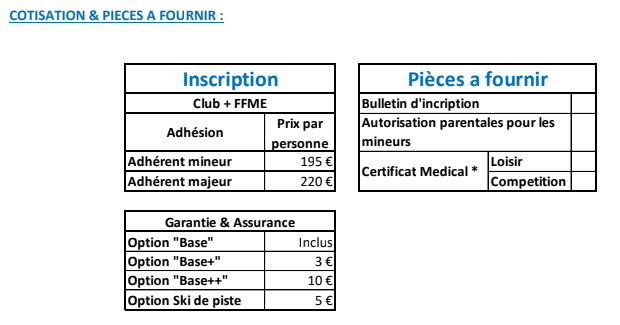 COTISATION & PIECES A FOURNIR :
Inscription
Club + FFME
Adhésion
Prix par
personne
Adhérent mineur 195 €
Adhérent majeur 220 €
Pièces a fournir
Bulletin d'incription
Autorisation parentales pour les
mineurs
Certificat Medical *
Loisir
Competition
Garantie & Assurance
Option "Base" Inclus
Option "Base+" 3 €
Option "Base++" 10 €
Option Ski de piste 5 €